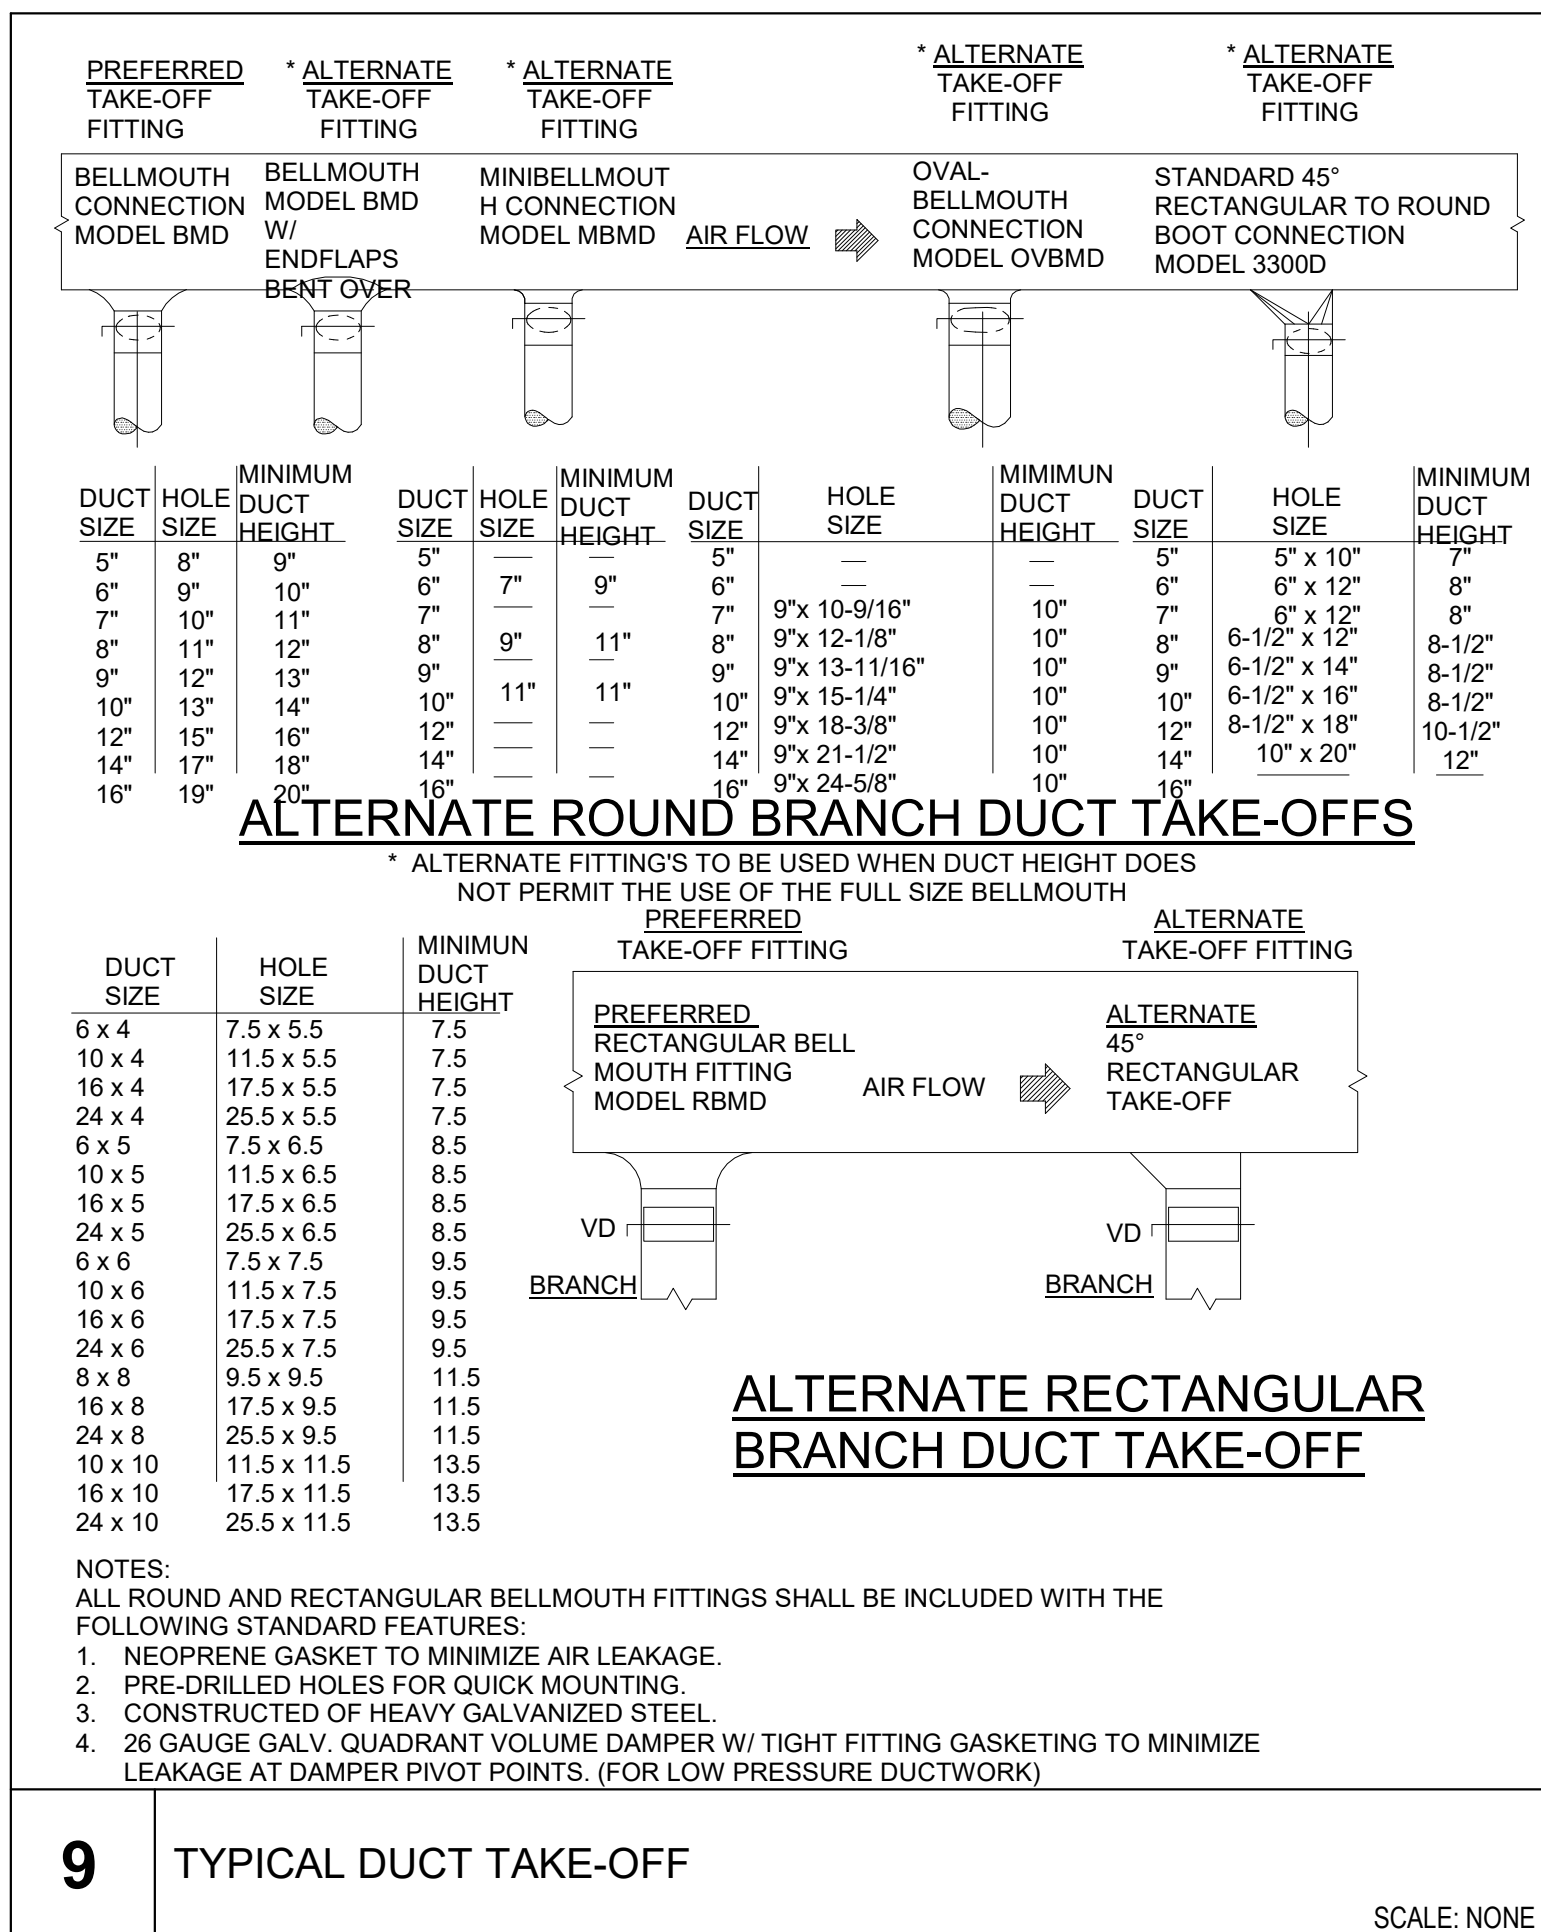 PREFERRED
TAKE-OFF
FITTING
* ALTERNATE
TAKE-OFF
FITTING
* ALTERNATE
TAKE-OFF
FITTING
* ALTERNATE
TAKE-OFF
FITTING
* ALTERNATE
TAKE-OFF
FITTING
BELLMOUTH
CONNECTION
MODEL BMD
BELLMOUTH
MODEL BMD
W/
ENDFLAPS
BENT OVER
MINIBELLMOUT
H CONNECTION
MODEL MBMD
AIR FLOW
OVAL-
BELLMOUTH
CONNECTION
MODEL OVBMD
STANDARD 45°
RECTANGULAR TO ROUND
BOOT CONNECTION
MODEL 3300D
DUCT SIZE HOLE SIZE MINIMUM DUCT HEIGHT
5" 8" 9"
6" 9" 10"
7" 10" 11"
8" 11" 12"
9" 12" 13"
10" 13" 14"
12" 15" 16"
14" 17" 18"
16" 19" 20"
DUCT SIZE HOLE SIZE MINIMUM DUCT HEIGHT
5" — —
6" 7" 9"
7" — —
8" 9" 11"
9" — —
10" 11" 11"
12" — —
14" — —
16" — —
DUCT SIZE HOLE SIZE MIMIMUN DUCT HEIGHT
5" — —
6" — —
7" 9"x 10-9/16" 10"
8" 9"x 12-1/8" 10"
9" 9"x 13-11/16" 10"
10" 9"x 15-1/4" 10"
12" 9"x 18-3/8" 10"
14" 9"x 21-1/2" 10"
16" 9"x 24-5/8" 10"
DUCT SIZE HOLE SIZE MINIMUM DUCT HEIGHT
5" 5" x 10" 7"
6" 6" x 12" 8"
7" 6" x 12" 8"
8" 6-1/2" x 12" 8-1/2"
9" 6-1/2" x 14" 8-1/2"
10" 6-1/2" x 16" 8-1/2"
12" 8-1/2" x 18" 10-1/2"
14" 10" x 20" 12"
16" — —
ALTERNATE ROUND BRANCH DUCT TAKE-OFFS
* ALTERNATE FITTING'S TO BE USED WHEN DUCT HEIGHT DOES
NOT PERMIT THE USE OF THE FULL SIZE BELLMOUTH
DUCT SIZE HOLE SIZE MINIMUN DUCT HEIGHT
6 x 4 7.5 x 5.5 7.5
10 x 4 11.5 x 5.5 7.5
16 x 4 17.5 x 5.5 7.5
24 x 4 25.5 x 5.5 7.5
6 x 5 7.5 x 6.5 8.5
10 x 5 11.5 x 6.5 8.5
16 x 5 17.5 x 6.5 8.5
24 x 5 25.5 x 6.5 8.5
6 x 6 7.5 x 7.5 9.5
10 x 6 11.5 x 7.5 9.5
16 x 6 17.5 x 7.5 9.5
24 x 6 25.5 x 7.5 9.5
8 x 8 9.5 x 9.5 11.5
16 x 8 17.5 x 9.5 11.5
24 x 8 25.5 x 9.5 11.5
10 x 10 11.5 x 11.5 13.5
16 x 10 17.5 x 11.5 13.5
24 x 10 25.5 x 11.5 13.5
PREFERRED
TAKE-OFF FITTING
ALTERNATE
TAKE-OFF FITTING
PREFERRED
RECTANGULAR BELL
MOUTH FITTING
MODEL RBMD
AIR FLOW
ALTERNATE
45°
RECTANGULAR
TAKE-OFF
VD
BRANCH
VD
BRANCH
ALTERNATE RECTANGULAR
BRANCH DUCT TAKE-OFF
NOTES:
ALL ROUND AND RECTANGULAR BELLMOUTH FITTINGS SHALL BE INCLUDED WITH THE
FOLLOWING STANDARD FEATURES:
1. NEOPRENE GASKET TO MINIMIZE AIR LEAKAGE.
2. PRE-DRILLED HOLES FOR QUICK MOUNTING.
3. CONSTRUCTED OF HEAVY GALVANIZED STEEL.
4. 26 GAUGE GALV. QUADRANT VOLUME DAMPER W/ TIGHT FITTING GASKETING TO MINIMIZE
LEAKAGE AT DAMPER PIVOT POINTS. (FOR LOW PRESSURE DUCTWORK)
9
TYPICAL DUCT TAKE-OFF
SCALE: NONE